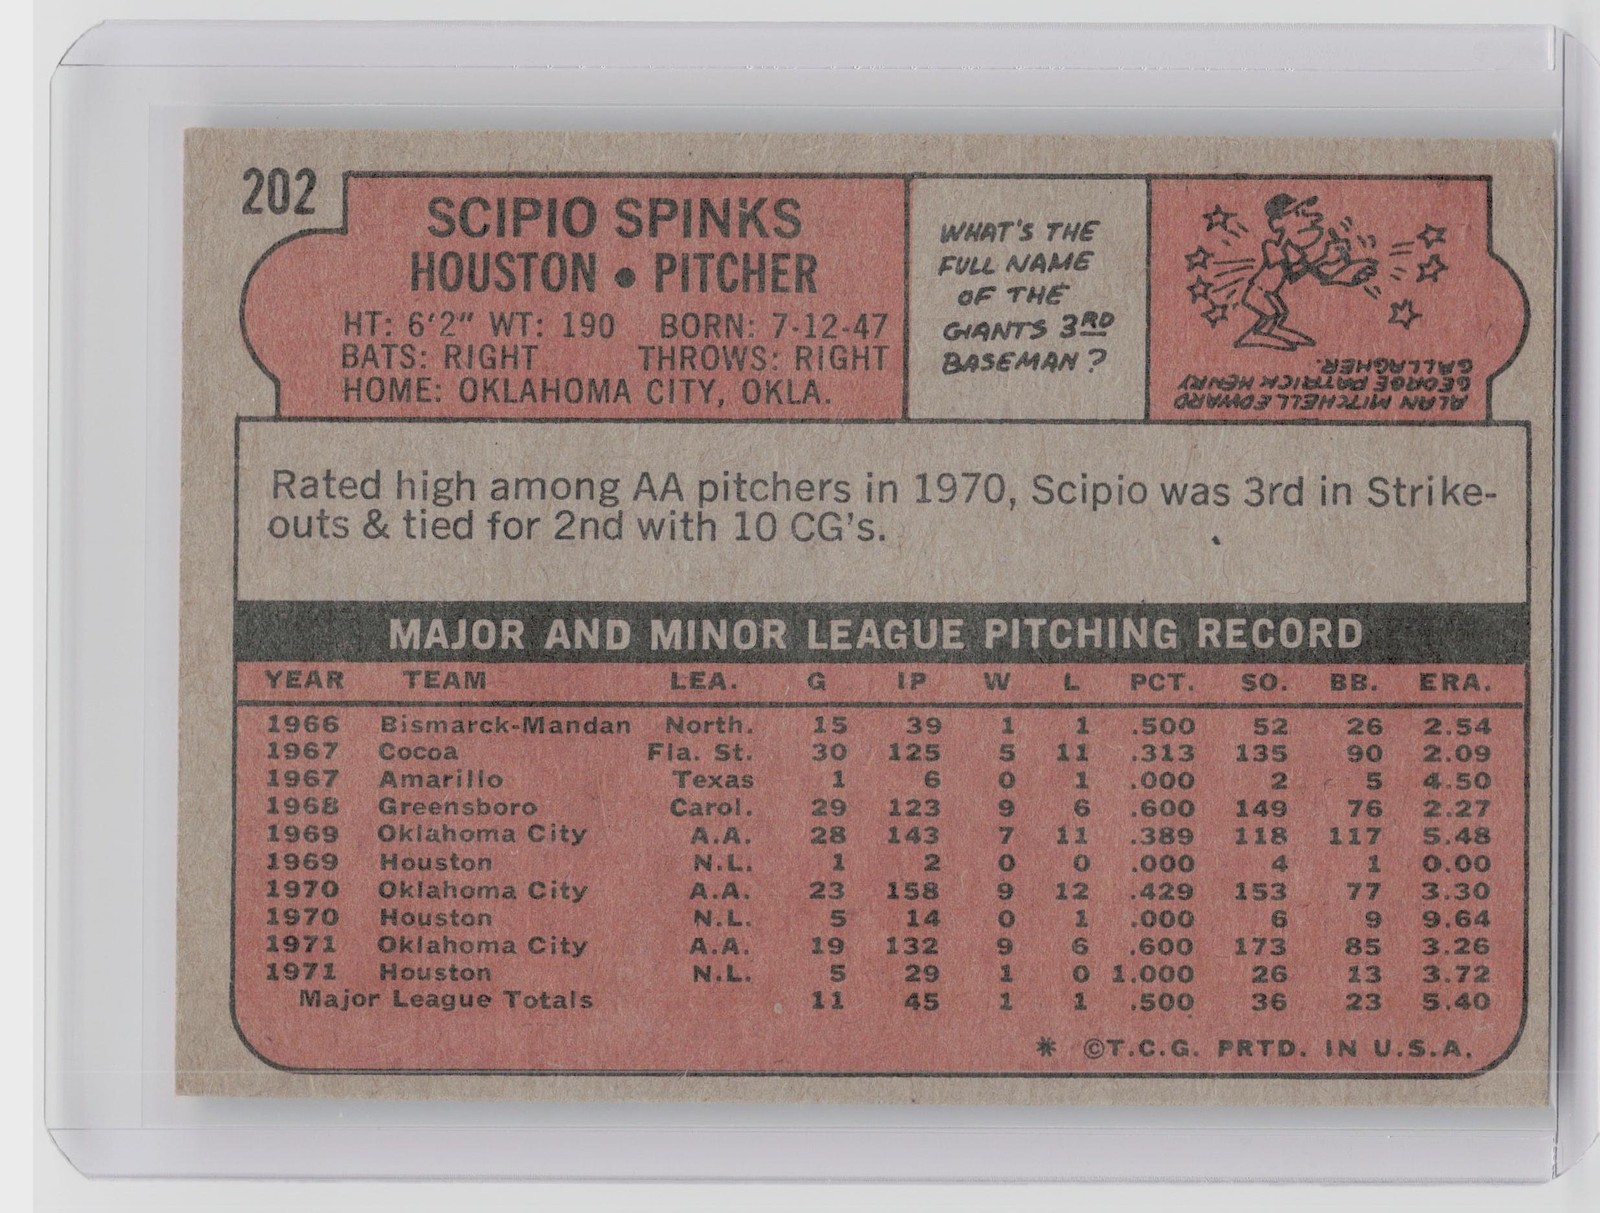 202
SCIPIO SPINKS
HOUSTON • PITCHER
HT: 6'2" WT: 190 BORN: 7-12-47
BATS: RIGHT THROWS: RIGHT
HOME: OKLAHOMA CITY, OKLA.
WHAT'S THE
FULL NAME
OF THE
GIANTS 3RD
BASEMAN?
ALAN MITCHELL EDWARD
GEORGE PATRICK HENRY
GALLAGHER.
Rated high among AA pitchers in 1970, Scipio was 3rd in Strike-
outs & tied for 2nd with 10 CG's.
MAJOR AND MINOR LEAGUE PITCHING RECORD
YEAR TEAM LEA. G IP W L PCT. SO. BB. ERA.
1966 Bismarck-Mandan North. 15 39 1 1 .500 52 26 2.54
1967 Cocoa Fla. St. 30 125 5 11 .313 135 90 2.09
1967 Amarillo Texas 1 6 0 1 .000 2 5 4.50
1968 Greensboro Carol. 29 123 9 6 .600 149 76 2.27
1969 Oklahoma City A.A. 28 143 7 11 .389 118 117 5.48
1969 Houston N.L. 1 2 0 0 .000 4 1 0.00
1970 Oklahoma City A.A. 23 158 9 12 .429 153 77 3.30
1970 Houston N.L. 5 14 0 1 .000 6 9 9.64
1971 Oklahoma City A.A. 19 132 9 6 .600 173 85 3.26
1971 Houston N.L. 5 29 1 0 1.000 26 13 3.72
Major League Totals 11 45 1 1 .500 36 23 5.40
* ©T.C.G. PRTD. IN U.S.A.